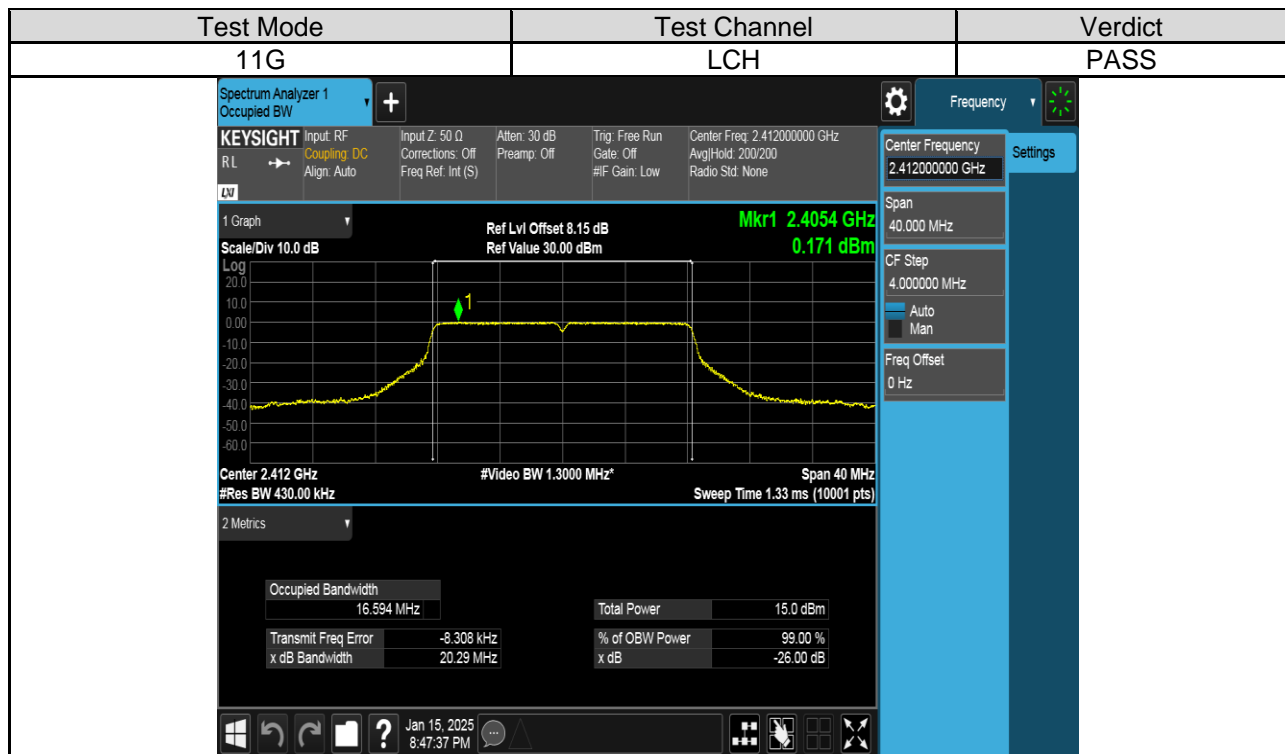 Test Mode Test Channel Verdict
11G LCH PASS
Spectrum Analyzer 1
Occupied BW
+
Frequency
KEYSIGHT
RL
LXI
Input: RF
Coupling: DC
Align: Auto
Input Z: 50 Ω
Corrections: Off
Freq Ref: Int (S)
Atten: 30 dB
Preamp: Off
Trig: Free Run
Gate: Off
#IF Gain: Low
Center Freq: 2.412000000 GHz
Avg|Hold: 200/200
Radio Std: None
Center Frequency
2.412000000 GHz
Settings
Span
40.000 MHz
CF Step
4.000000 MHz
Auto
Man
Freq Offset
0 Hz
1 Graph
Scale/Div 10.0 dB
Ref Lvl Offset 8.15 dB
Ref Value 30.00 dBm
Mkr1 2.4054 GHz
0.171 dBm
Log
20.0
10.0
1
0.00
-10.0
-20.0
-30.0
-40.0
-50.0
-60.0
Center 2.412 GHz #Video BW 1.3000 MHz* Span 40 MHz
#Res BW 430.00 kHz Sweep Time 1.33 ms (10001 pts)
2 Metrics
Occupied Bandwidth
16.594 MHz Total Power 15.0 dBm
Transmit Freq Error -8.308 kHz % of OBW Power 99.00 %
x dB Bandwidth 20.29 MHz x dB -26.00 dB
?
Jan 15, 2025
8:47:37 PM